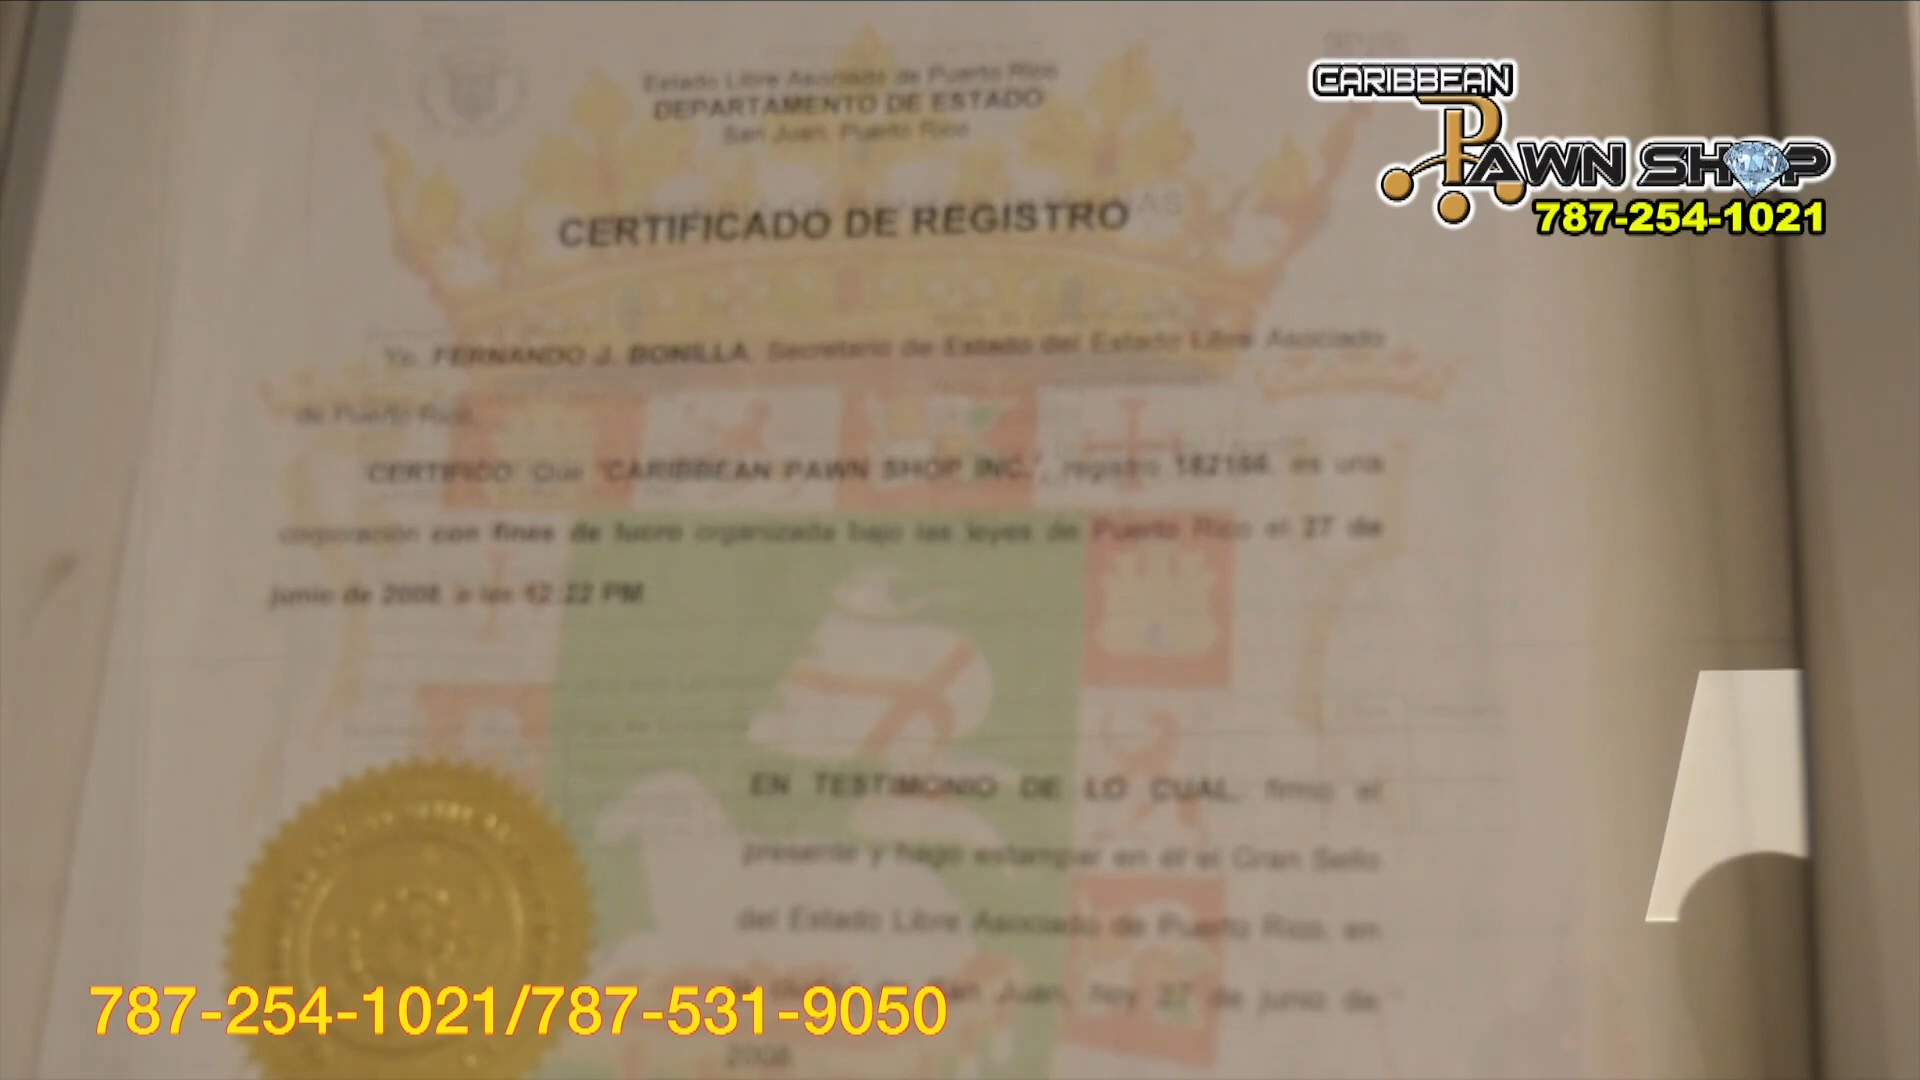 CARIBBEAN
PAWN SHOP
787-254-1021
Estado Libre Asociado de Puerto Rico
DEPARTAMENTO DE ESTADO
San Juan, Puerto Rico
CERTIFICADO DE REGISTRO
Yo, FERNANDO J. BONILLA, Secretario de Estado del Estado Libre Asociado
de Puerto Rico,
CERTIFICO: Que "CARIBBEAN PAWN SHOP INC.", registro es una
corporación con fines de lucro organizada bajo las leyes de Puerto Rico el 27 de
junio de 2008, a las 12:22 PM.
EN TESTIMONIO DE LO CUAL, firmo el
presente y hago estampar en él el Gran Sello
del Estado Libre Asociado de Puerto Rico, en
San Juan, hoy 27 de junio de
2008
787-254-1021/787-531-9050